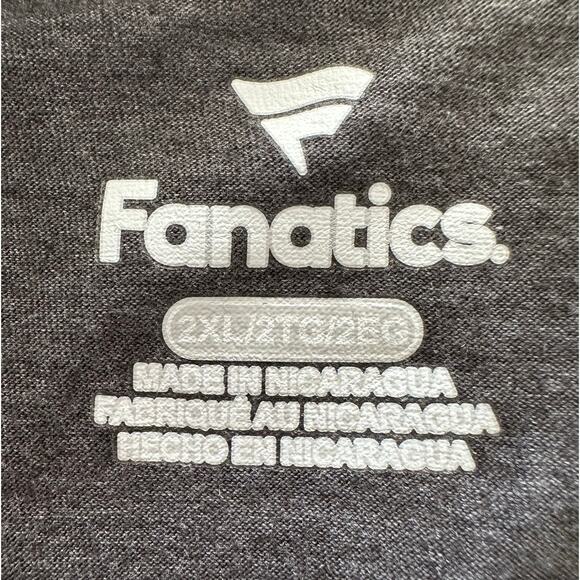 Fanatics.
2XL/2TG/2EG
MADE IN NICARAGUA
FABRIQUÉ AU NICARAGUA
HECHO EN NICARAGUA